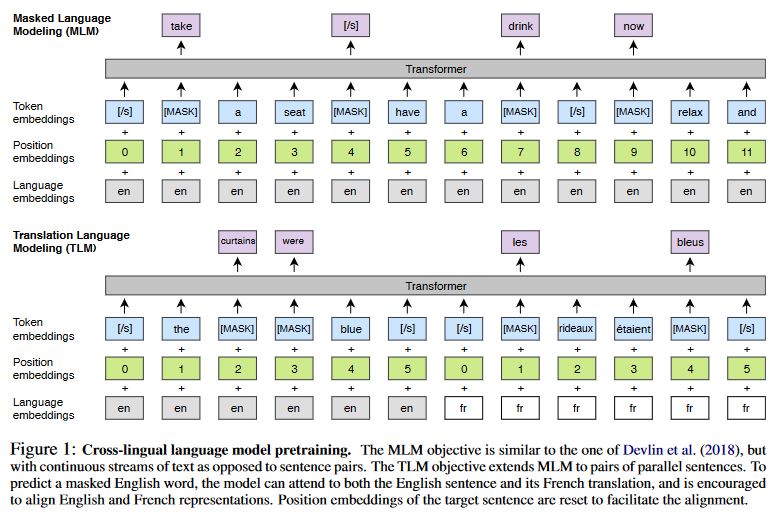 Masked Language
Modeling (MLM)
take [/s] drink now
Transformer
Token
embeddings
[/s] [MASK] a seat [MASK] have a [MASK] [/s] [MASK] relax and
+ + + + + + + + + + + +
Position
embeddings
0 1 2 3 4 5 6 7 8 9 10 11
+ + + + + + + + + + + +
Language
embeddings
en en en en en en en en en en en en
Translation Language
Modeling (TLM)
curtains were les bleus
Transformer
Token
embeddings
[/s] the [MASK] [MASK] blue [/s] [/s] [MASK] rideaux étaient [MASK] [/s]
+ + + + + + + + + + + +
Position
embeddings
0 1 2 3 4 5 0 1 2 3 4 5
+ + + + + + + + + + + +
Language
embeddings
en en en en en en fr fr fr fr fr fr
Figure 1: Cross-lingual language model pretraining. The MLM objective is similar to the one of Devlin et al. (2018), but
with continuous streams of text as opposed to sentence pairs. The TLM objective extends MLM to pairs of parallel sentences. To
predict a masked English word, the model can attend to both the English sentence and its French translation, and is encouraged
to align English and French representations. Position embeddings of the target sentence are reset to facilitate the alignment.